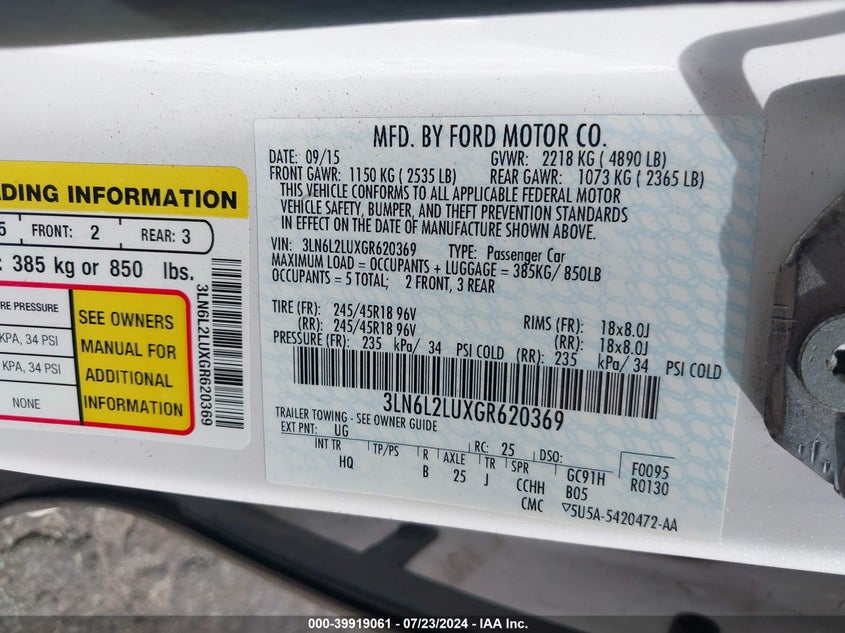 ADING INFORMATION
5 FRONT: 2 REAR: 3
: 385 kg or 850 lbs.
RE PRESSURE
KPA, 34 PSI
KPA, 34 PSI
NONE
SEE OWNERS
MANUAL FOR
ADDITIONAL
INFORMATION
3LN6L2LUXGR620369
MFD. BY FORD MOTOR CO.
DATE: 09/15 GVWR: 2218 KG ( 4890 LB)
FRONT GAWR: 1150 KG ( 2535 LB) REAR GAWR: 1073 KG ( 2365 LB)
THIS VEHICLE CONFORMS TO ALL APPLICABLE FEDERAL MOTOR
VEHICLE SAFETY, BUMPER, AND THEFT PREVENTION STANDARDS
IN EFFECT ON THE DATE OF MANUFACTURE SHOWN ABOVE.
VIN: 3LN6L2LUXGR620369 TYPE: Passenger Car
MAXIMUM LOAD = OCCUPANTS + LUGGAGE = 385KG/ 850LB
OCCUPANTS = 5 TOTAL; 2 FRONT, 3 REAR
TIRE (FR): 245/45R18 96V RIMS (FR): 18x8.0J
(RR): 245/45R18 96V (RR): 18x8.0J
PRESSURE (FR): 235 kPa/ 34 PSI COLD (RR): 235 kPa/ 34 PSI COLD
3LN6L2LUXGR620369
TRAILER TOWING - SEE OWNER GUIDE
EXT PNT: UG RC: 25 DSO: F0095
INT TR TP/PS R AXLE TR SPR GC91H R0130
HQ B 25 J CCHH B05
CMC ▽5U5A-5420472-AA
000-39919061 - 07/23/2024 - IAA Inc.